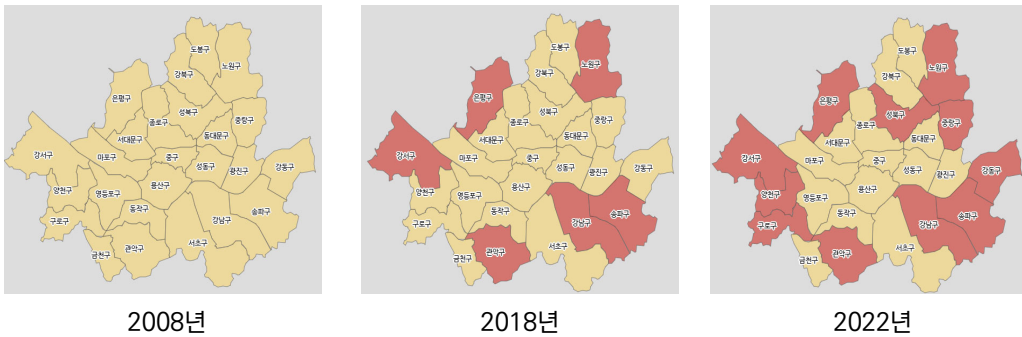 도봉구
노원구
강북구
은평구
성북구
중랑구
종로구
동대문구
서대문구
강서구
마포구
중구
성동구
광진구
강동구
양천구
영등포구
용산구
구로구
동작구
강남구
송파구
금천구
관악구
서초구
2008년
도봉구
노원구
강북구
은평구
성북구
중랑구
종로구
동대문구
서대문구
강서구
마포구
중구
성동구
광진구
강동구
양천구
영등포구
용산구
구로구
동작구
강남구
송파구
금천구
관악구
서초구
2018년
도봉구
노원구
강북구
은평구
성북구
중랑구
종로구
동대문구
서대문구
강서구
마포구
중구
성동구
광진구
강동구
양천구
영등포구
용산구
구로구
동작구
강남구
송파구
금천구
관악구
서초구
2022년